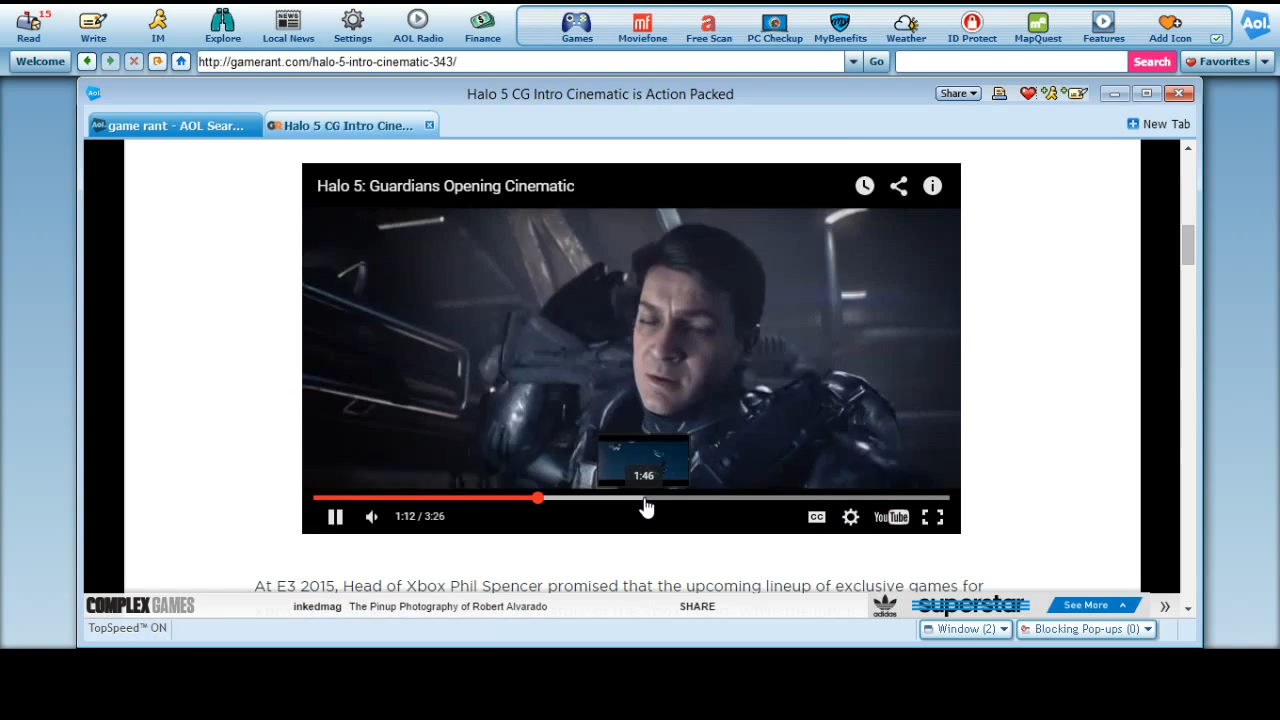 15
Read Write IM Explore Local News Settings AOL Radio Finance Games Moviefone Free Scan PC Checkup MyBenefits Weather ID Protect MapQuest Features Add Icon Aol.
Welcome http://gamerant.com/halo-5-intro-cinematic-343/ Go Search Favorites
Aol. Halo 5 CG Intro Cinematic is Action Packed Share
Aol. game rant - AOL Sear... Halo 5 CG Intro Cine... New Tab
Halo 5: Guardians Opening Cinematic
1:46
1:12 / 3:26 CC YouTube
At E3 2015, Head of Xbox Phil Spencer promised that the upcoming lineup of exclusive games for
COMPLEX GAMES inkedmag The Pinup Photography of Robert Alvarado SHARE adidas superstar See More
TopSpeed™ ON Window (2) Blocking Pop-ups (0)